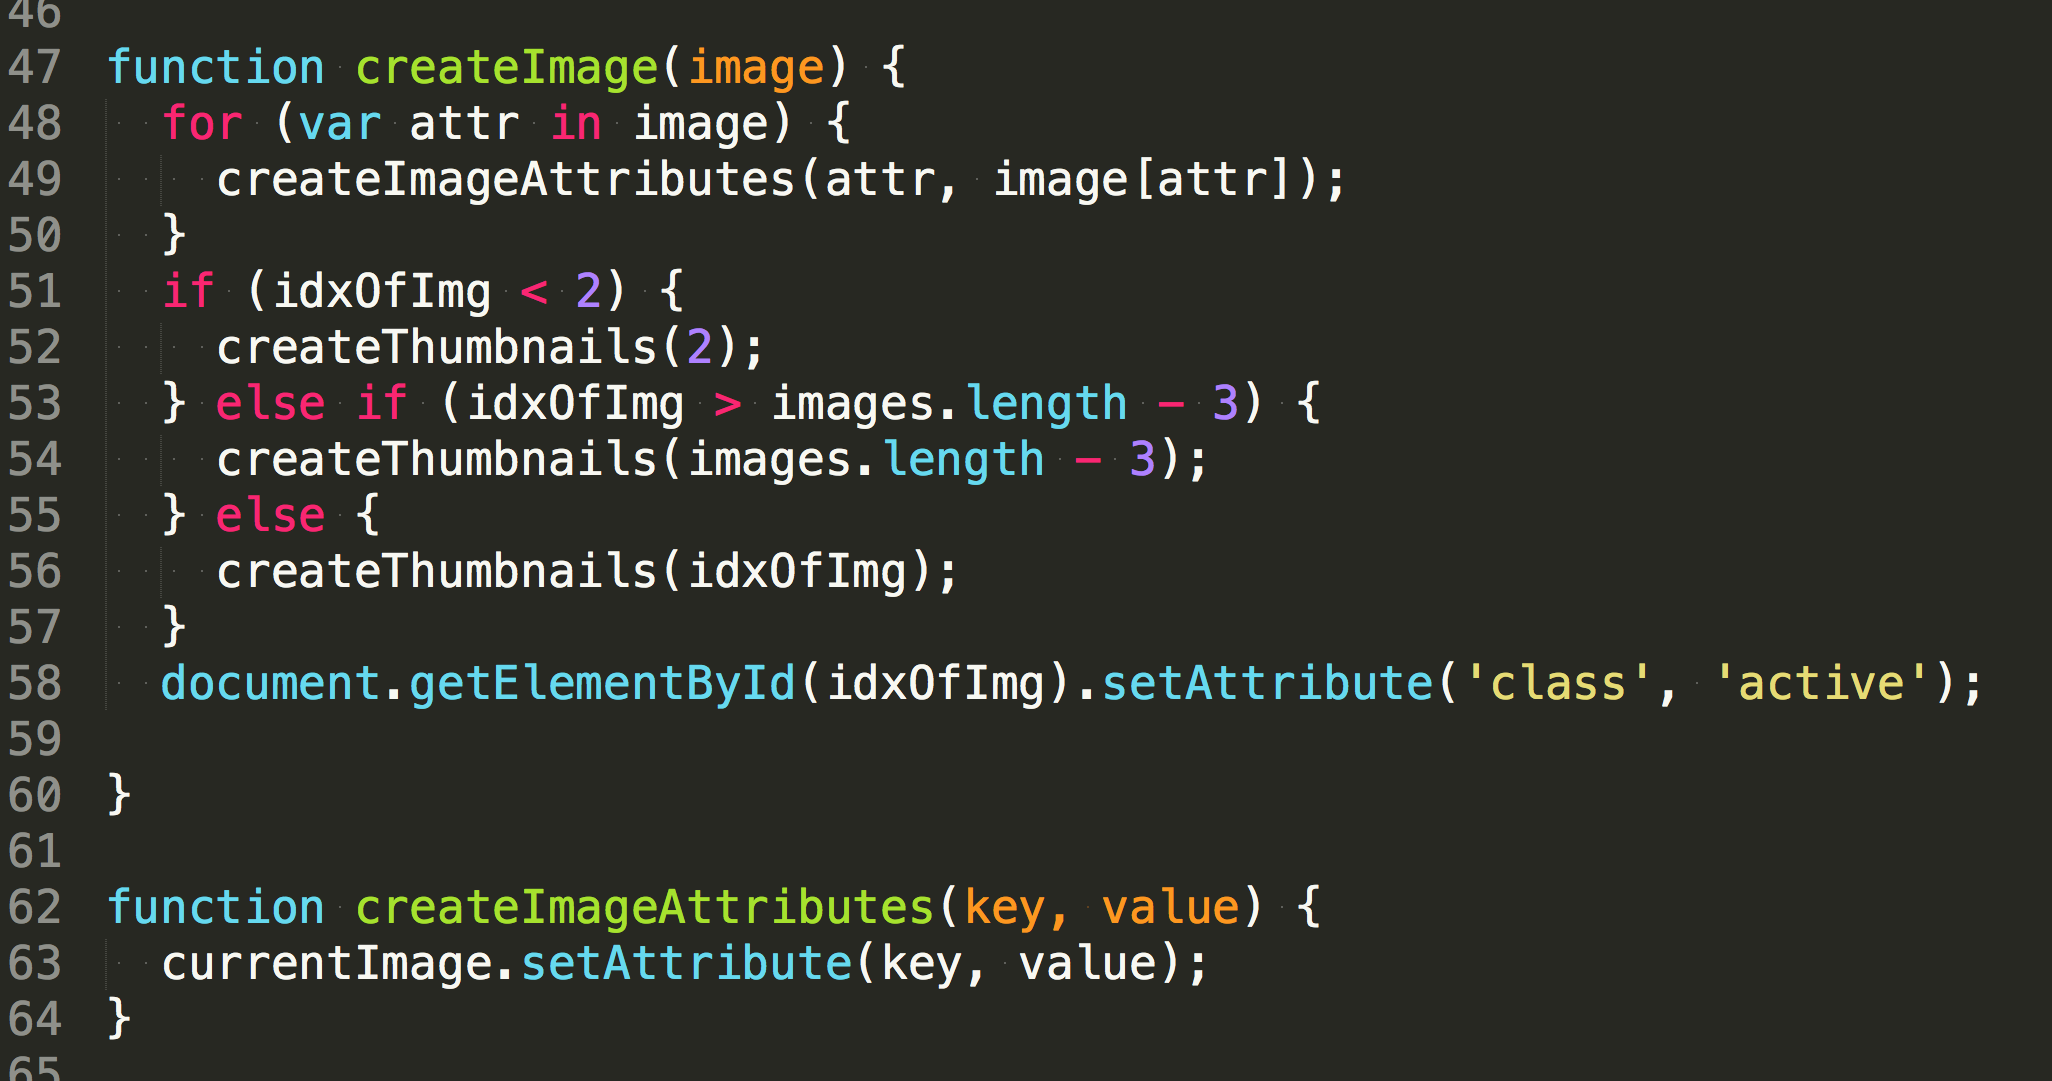 46
47 function createImage(image) {
48   for (var attr in image) {
49     createImageAttributes(attr, image[attr]);
50   }
51   if (idxOfImg < 2) {
52     createThumbnails(2);
53   } else if (idxOfImg > images.length - 3) {
54     createThumbnails(images.length - 3);
55   } else {
56     createThumbnails(idxOfImg);
57   }
58   document.getElementById(idxOfImg).setAttribute('class', 'active');
59
60 }
61
62 function createImageAttributes(key, value) {
63   currentImage.setAttribute(key, value);
64 }
65